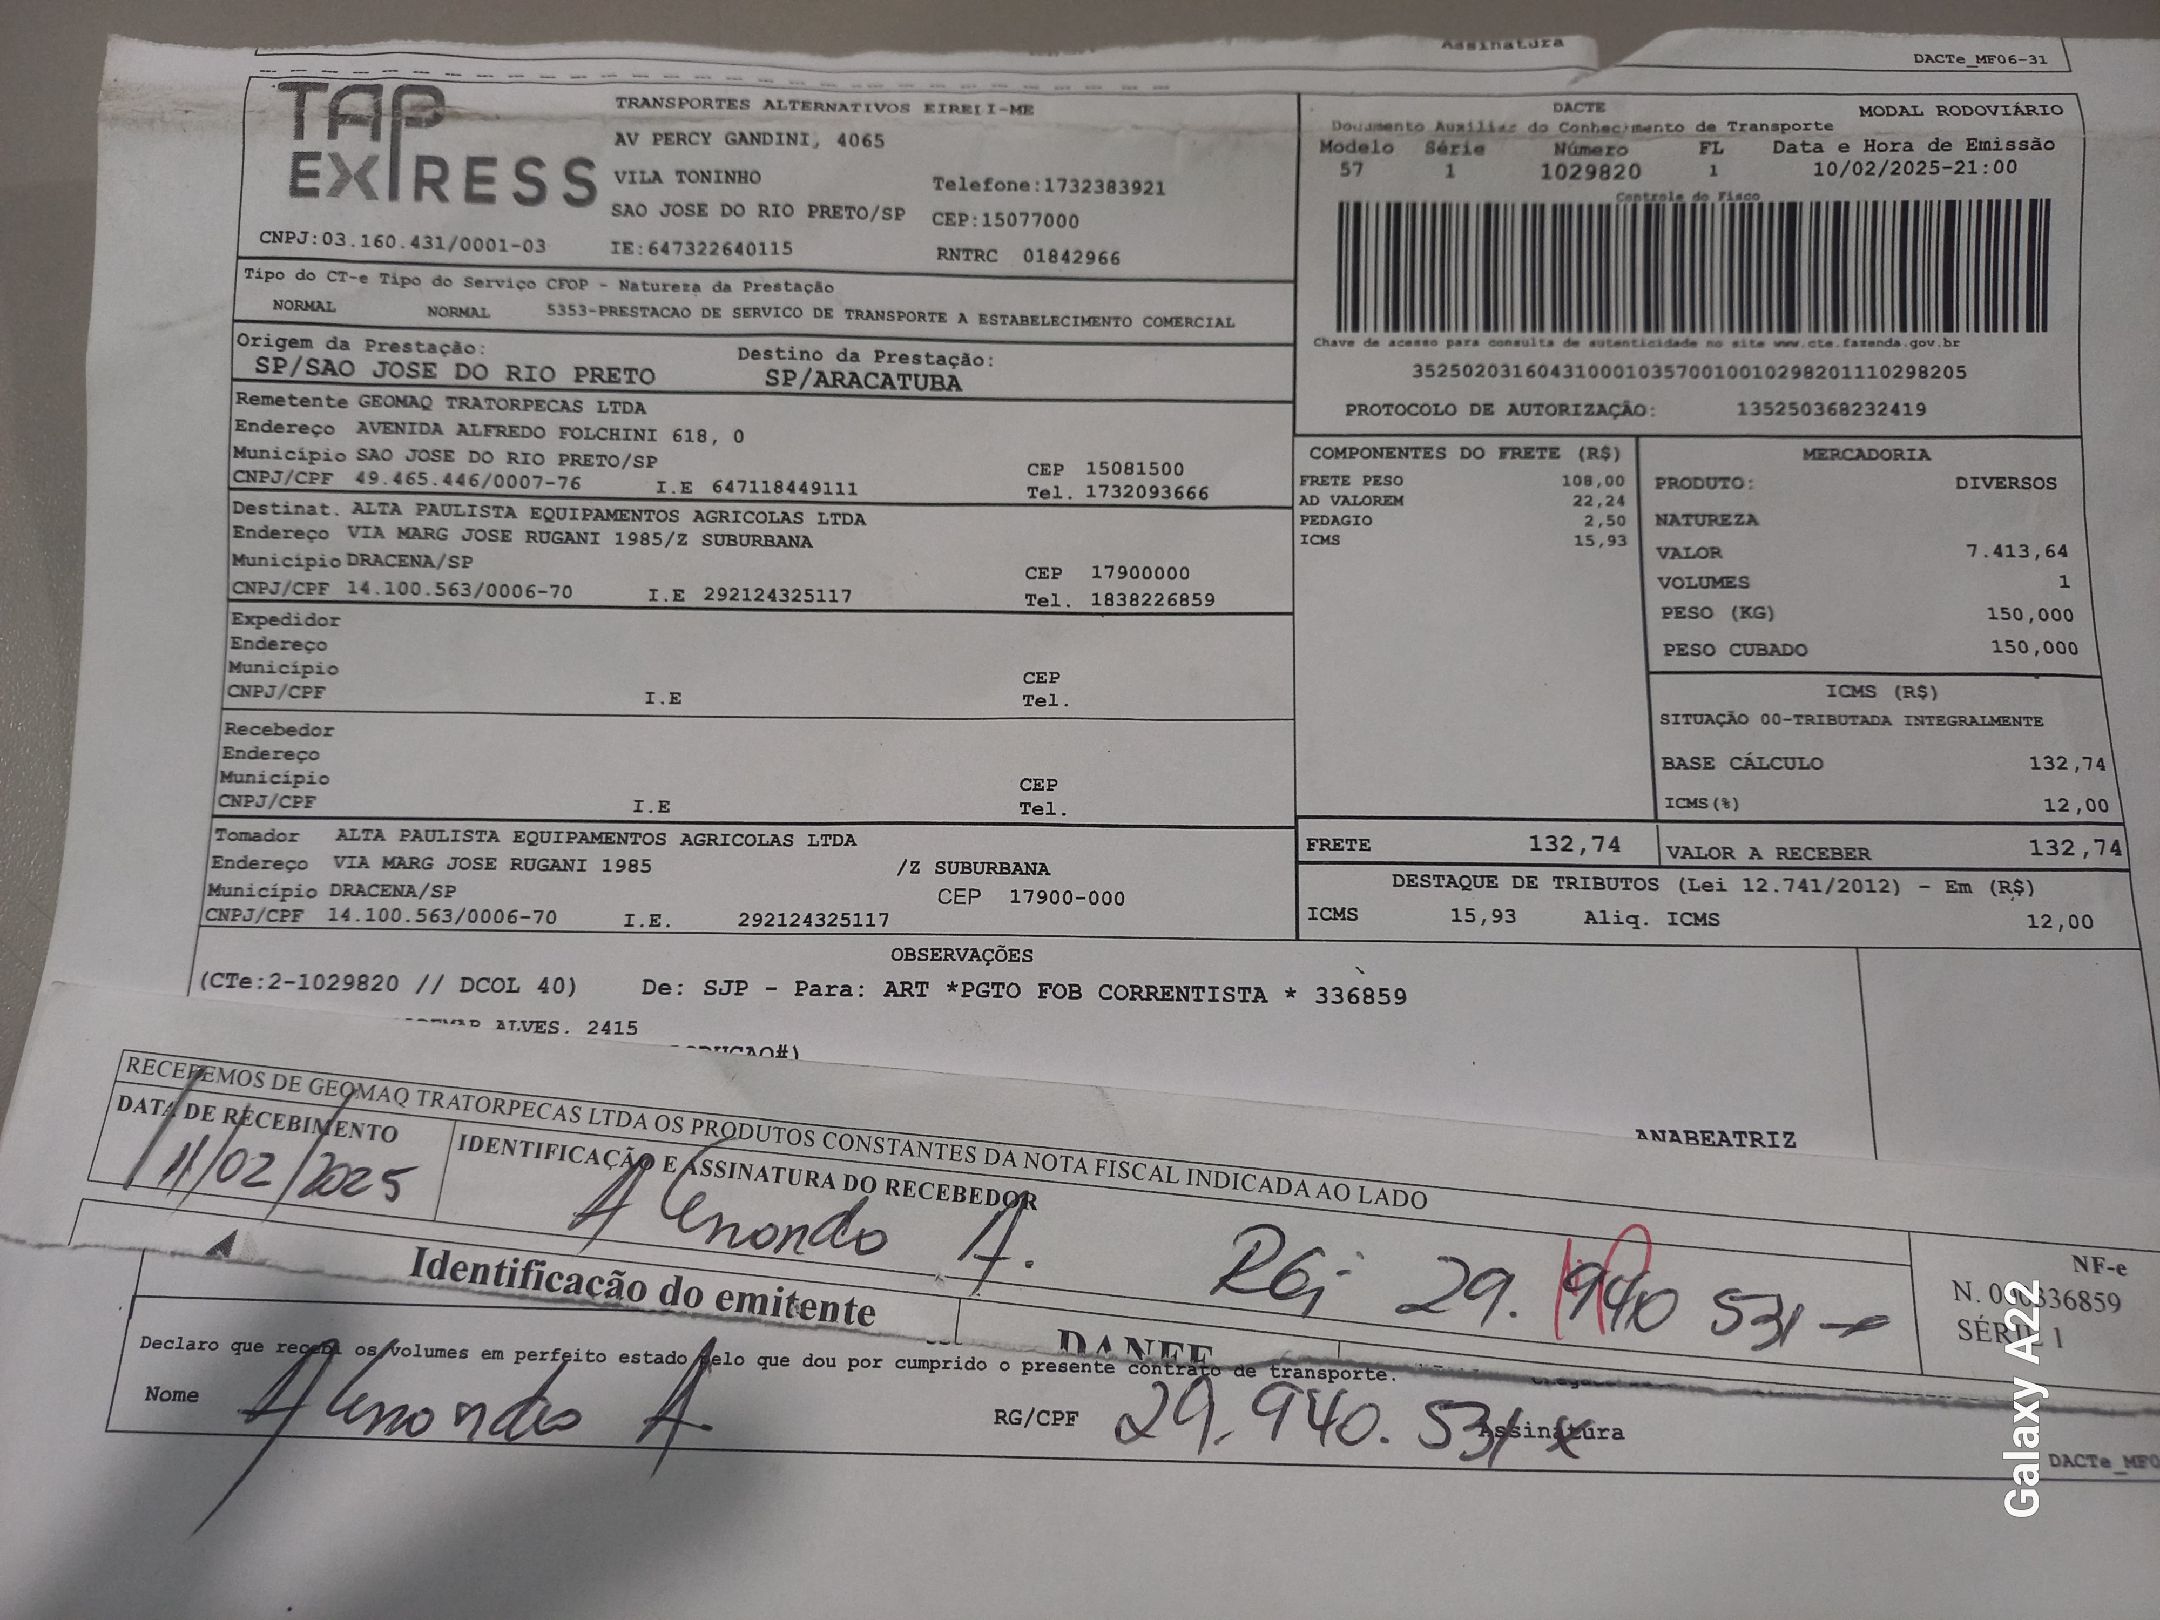 Assinatura
DACTe_MF06-31
TAP EXPRESS
TRANSPORTES ALTERNATIVOS EIRELI-ME
AV PERCY GANDINI, 4065
VILA TONINHO Telefone:1732383921
SAO JOSE DO RIO PRETO/SP CEP:15077000
CNPJ:03.160.431/0001-03 IE:647322640115 RNTRC 01842966
DACTE MODAL RODOVIÁRIO
Documento Auxiliar do Conhecimento de Transporte
Modelo Série Número FL Data e Hora de Emissão
57 1 1029820 1 10/02/2025-21:00
Controle do Fisco
Chave de acesso para consulta de autenticidade no site www.cte.fazenda.gov.br
35250203160431000103570010010298201110298205
PROTOCOLO DE AUTORIZAÇÃO: 135250368232419
Tipo do CT-e Tipo do Serviço CFOP - Natureza da Prestação
NORMAL NORMAL 5353-PRESTACAO DE SERVICO DE TRANSPORTE A ESTABELECIMENTO COMERCIAL
Origem da Prestação: Destino da Prestação:
SP/SAO JOSE DO RIO PRETO SP/ARACATUBA
Remetente GEOMAQ TRATORPECAS LTDA
Endereço AVENIDA ALFREDO FOLCHINI 618, 0
Município SAO JOSE DO RIO PRETO/SP CEP 15081500
CNPJ/CPF 49.465.446/0007-76 I.E 647118449111 Tel. 1732093666
Destinat. ALTA PAULISTA EQUIPAMENTOS AGRICOLAS LTDA
Endereço VIA MARG JOSE RUGANI 1985/Z SUBURBANA
Município DRACENA/SP CEP 17900000
CNPJ/CPF 14.100.563/0006-70 I.E 292124325117 Tel. 1838226859
Expedidor
Endereço
Município CEP
CNPJ/CPF I.E Tel.
Recebedor
Endereço
Município CEP
CNPJ/CPF I.E Tel.
Tomador ALTA PAULISTA EQUIPAMENTOS AGRICOLAS LTDA
Endereço VIA MARG JOSE RUGANI 1985 /Z SUBURBANA
Município DRACENA/SP CEP 17900-000
CNPJ/CPF 14.100.563/0006-70 I.E. 292124325117
COMPONENTES DO FRETE (R$)
FRETE PESO 108,00
AD VALOREM 22,24
PEDAGIO 2,50
ICMS 15,93
MERCADORIA
PRODUTO: DIVERSOS
NATUREZA
VALOR 7.413,64
VOLUMES 1
PESO (KG) 150,000
PESO CUBADO 150,000
ICMS (R$)
SITUAÇÃO 00-TRIBUTADA INTEGRALMENTE
BASE CÁLCULO 132,74
ICMS(%) 12,00
FRETE 132,74 VALOR A RECEBER 132,74
DESTAQUE DE TRIBUTOS (Lei 12.741/2012) - Em (R$)
ICMS 15,93 Aliq. ICMS 12,00
OBSERVAÇÕES
(CTe:2-1029820 // DCOL 40) De: SJP - Para: ART *PGTO FOB CORRENTISTA * 336859
ALVES. 2415
ANABEATRIZ
RECEBEMOS DE GEOMAQ TRATORPECAS LTDA OS PRODUTOS CONSTANTES DA NOTA FISCAL INDICADA AO LADO
DATA DE RECEBIMENTO IDENTIFICAÇÃO E ASSINATURA DO RECEBEDOR
11/02/2025 A. RG: 29.940 531-x
NF-e
N. 000336859
SÉRIE 1
Identificação do emitente
DANFE
Declaro que recebi os volumes em perfeito estado pelo que dou por cumprido o presente contrato de transporte.
Nome A. RG/CPF 29.940.531 x Assinatura
DACTe_MF0
Galaxy A22